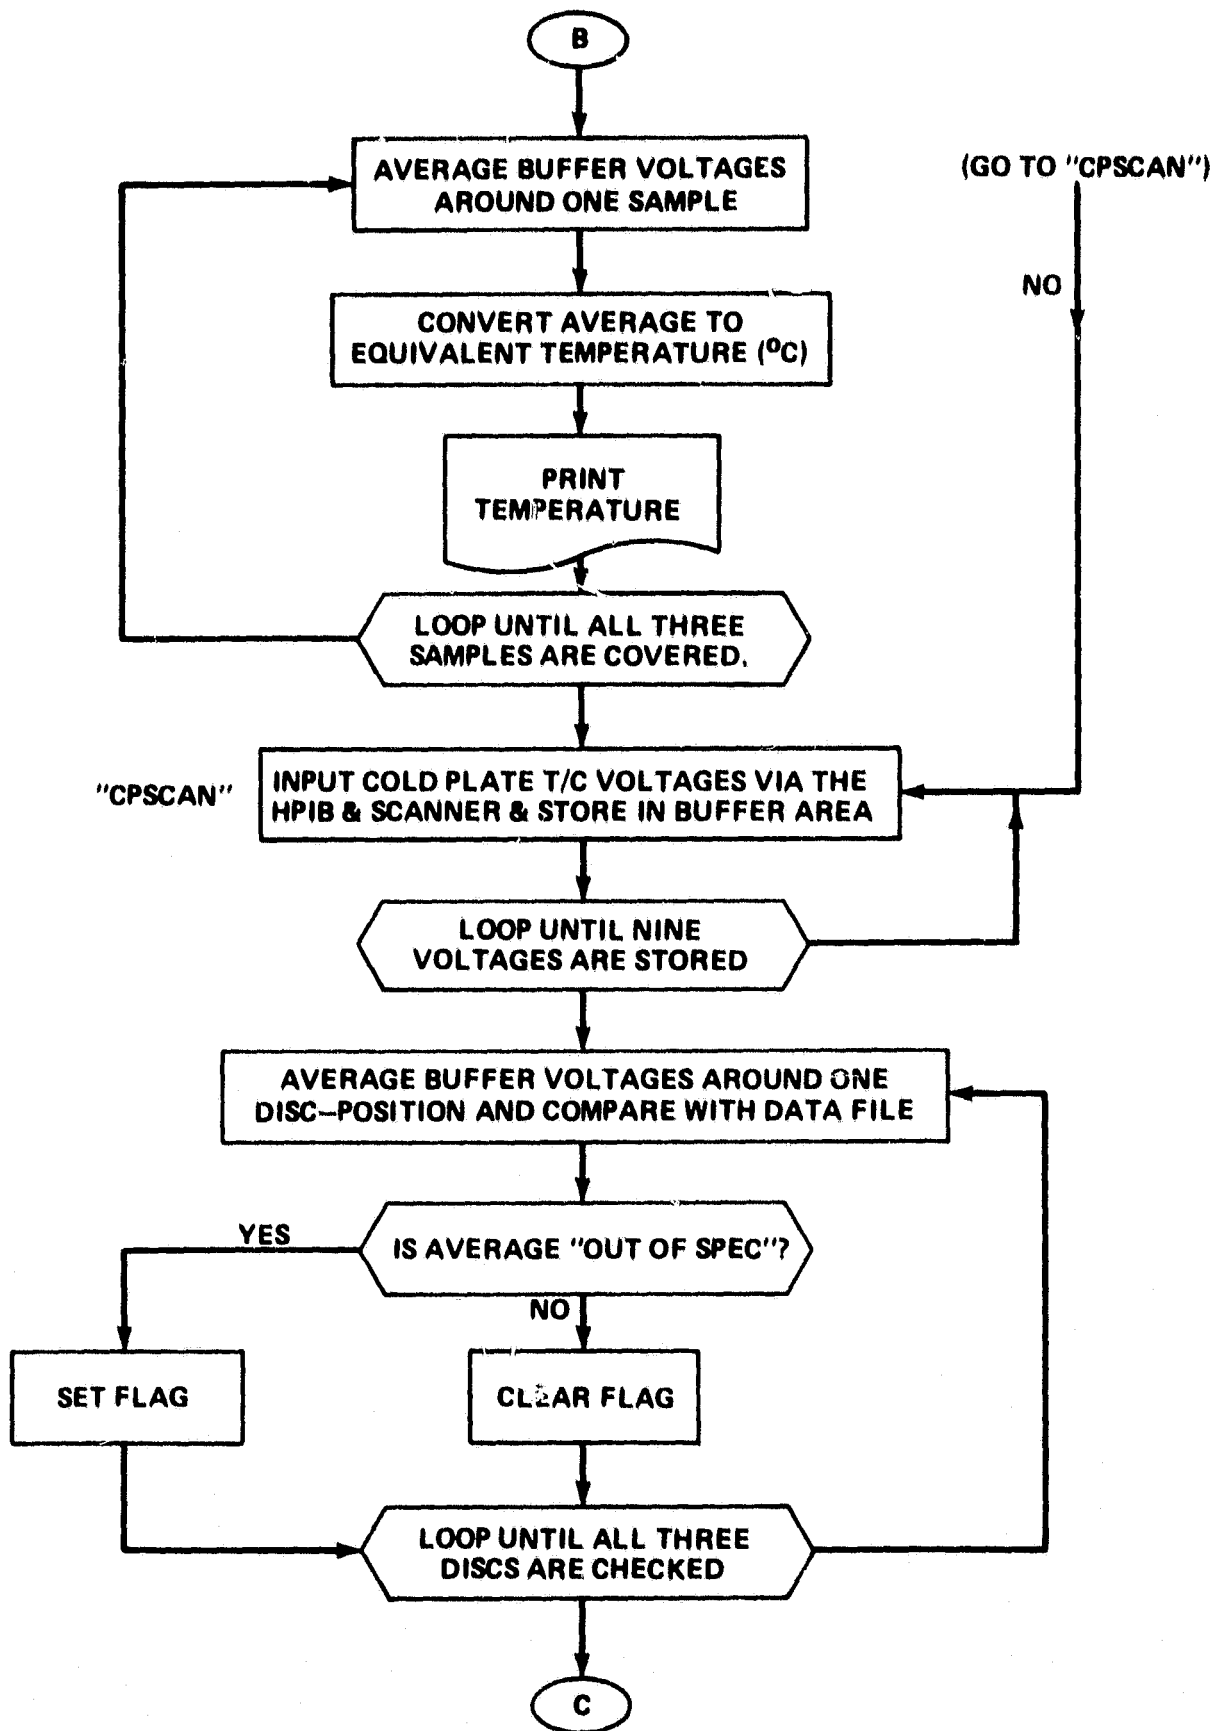 B
AVERAGE BUFFER VOLTAGES
AROUND ONE SAMPLE
(GO TO "CPSCAN")
NO
CONVERT AVERAGE TO
EQUIVALENT TEMPERATURE (°C)
PRINT
TEMPERATURE
LOOP UNTIL ALL THREE
SAMPLES ARE COVERED.
"CPSCAN"
INPUT COLD PLATE T/C VOLTAGES VIA THE
HPIB & SCANNER & STORE IN BUFFER AREA
LOOP UNTIL NINE
VOLTAGES ARE STORED
AVERAGE BUFFER VOLTAGES AROUND ONE
DISC–POSITION AND COMPARE WITH DATA FILE
YES
IS AVERAGE "OUT OF SPEC"?
NO
SET FLAG
CLEAR FLAG
LOOP UNTIL ALL THREE
DISCS ARE CHECKED
C